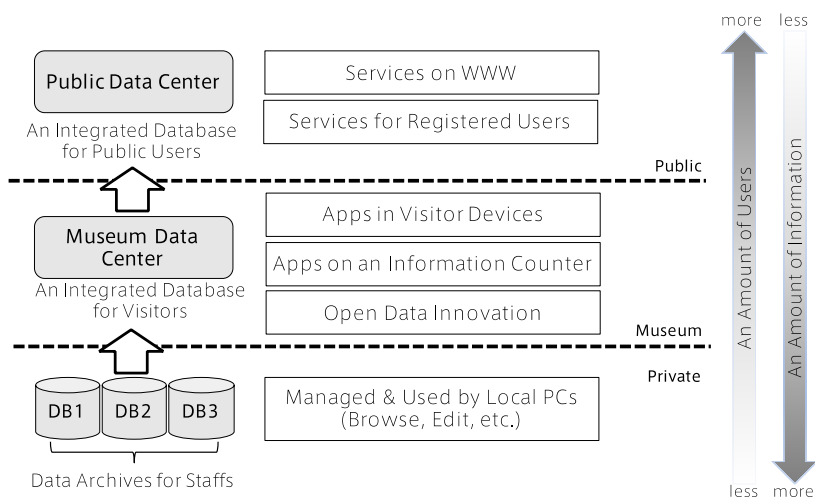 more less
Public Data Center
An Integrated Database
for Public Users
Services on WWW
Services for Registered Users
Public
Museum Data
Center
An Integrated Database
for Visitors
Apps in Visitor Devices
Apps on an Information Counter
Open Data Innovation
Museum
Private
DB1 DB2 DB3
Data Archives for Staffs
Managed & Used by Local PCs
(Browse, Edit, etc.)
An Amount of Users
An Amount of Information
less more